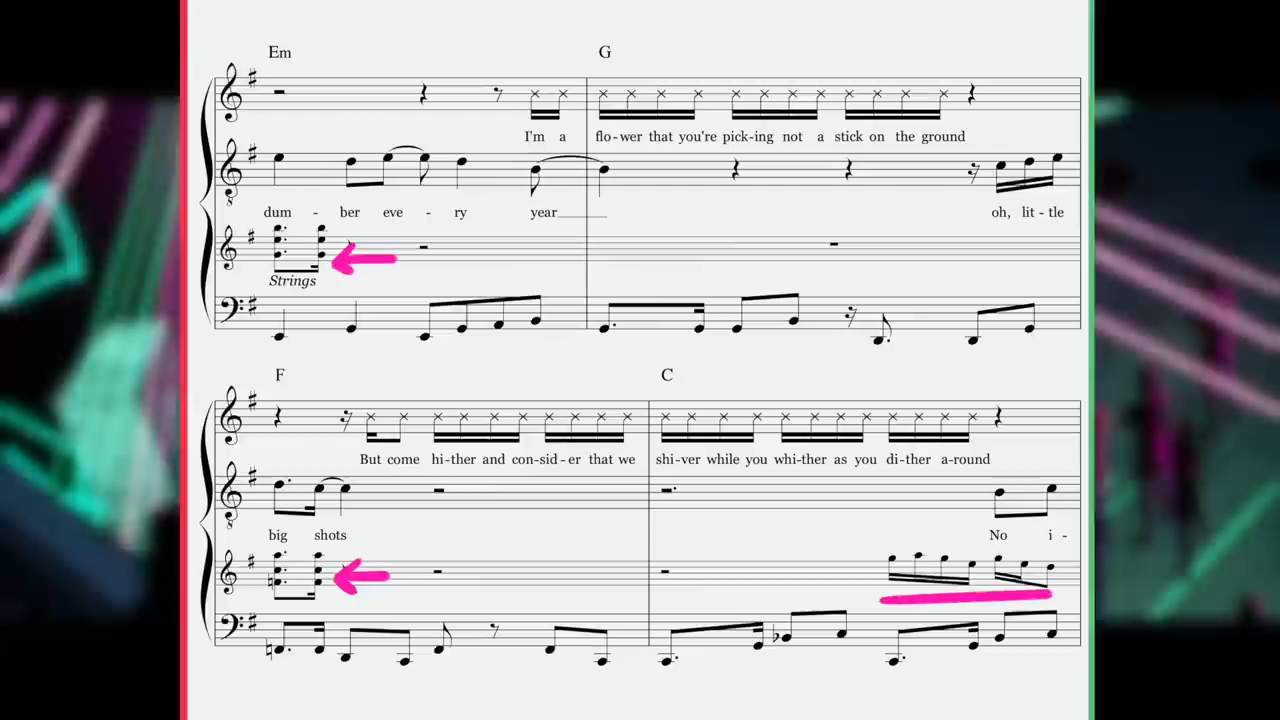 Em G
I'm a flo-wer that you're pick-ing not a stick on the ground
dum - ber eve - ry year___ oh, lit-tle
Strings
F C
But come hi-ther and con-sid-er that we shi-ver while you whi-ther as you di-ther a-round
big shots No i-